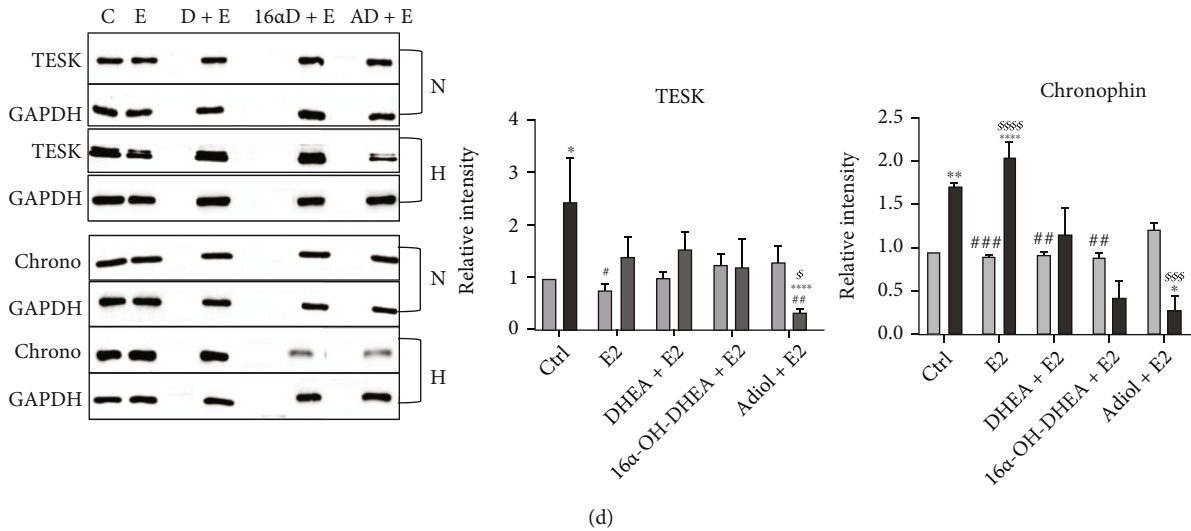 C E D + E 16αD + E AD + E
TESK
GAPDH
N
TESK
GAPDH
H
Chrono
GAPDH
N
Chrono
GAPDH
H
TESK
Relative intensity
4
3
2
1
0
*
#
$
****
##
Ctrl
E2
DHEA + E2
16α-OH-DHEA + E2
Adiol + E2
Chronophin
Relative intensity
2.5
2.0
1.5
1.0
0.5
0.0
**
###
$$$$
****
##
##
$$$
*
Ctrl
E2
DHEA + E2
16α-OH-DHEA + E2
Adiol + E2
(d)